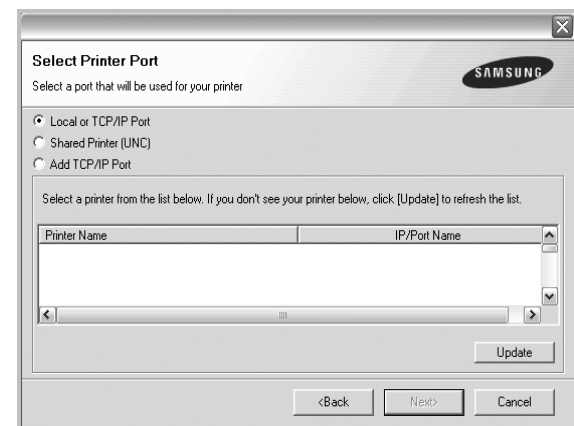 Select Printer Port
Select a port that will be used for your printer
SAMSUNG
Local or TCP/IP Port
Shared Printer (UNC)
Add TCP/IP Port
Select a printer from the list below. If you don't see your printer below, click [Update] to refresh the list.
Printer Name IP/Port Name
Update
<Back Next> Cancel